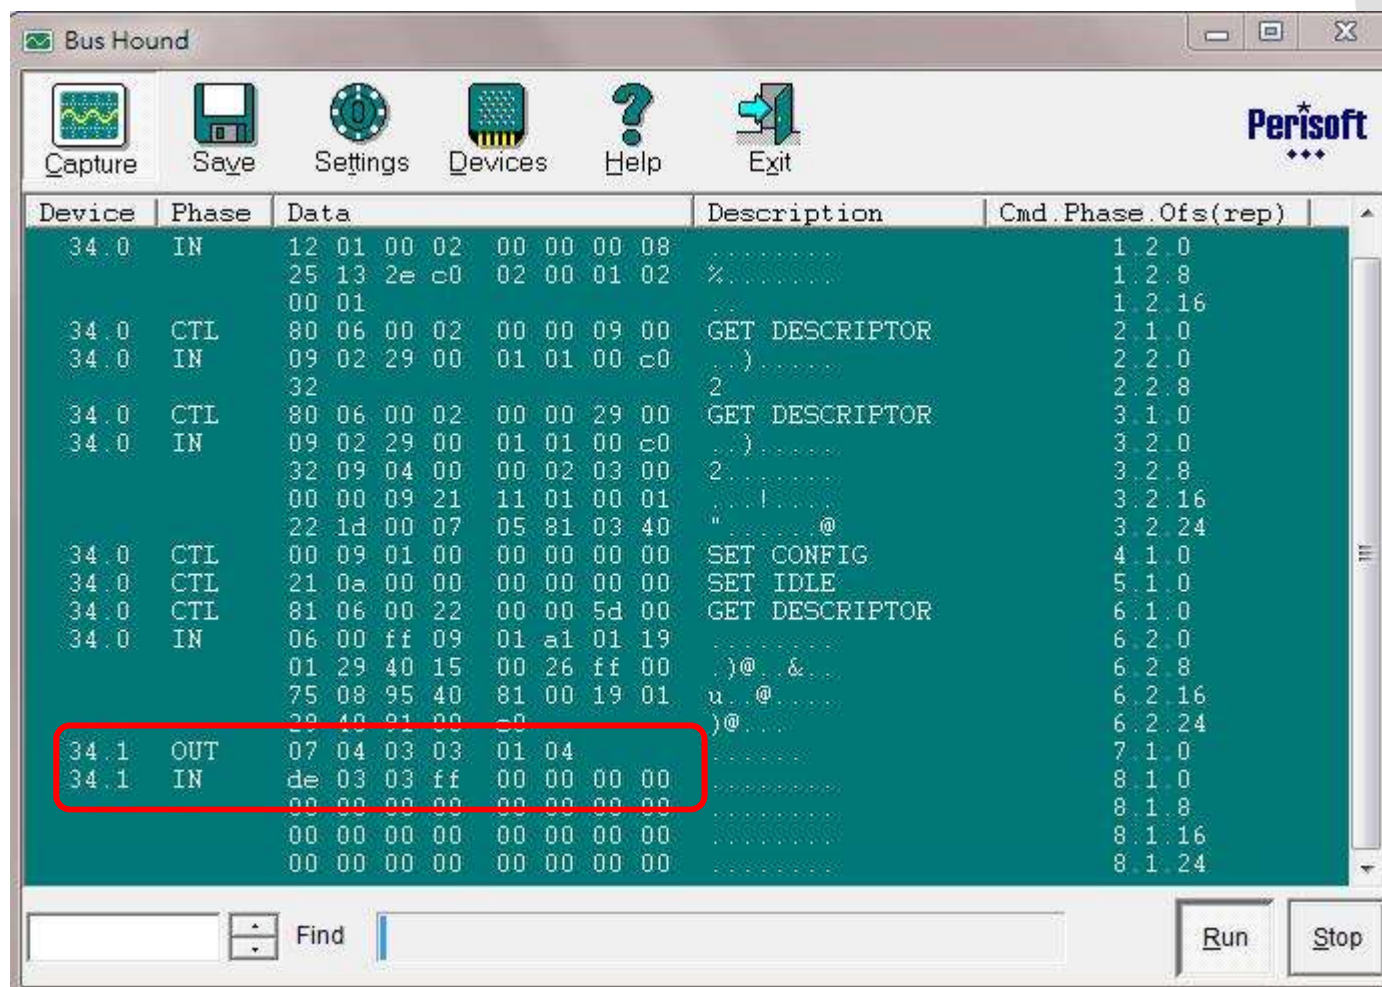 Bus Hound
Capture Save Settings Devices Help Exit Perisoft
Device Phase Data Description Cmd.Phase.Ofs(rep)
34.0 IN 12 01 00 02 00 00 00 08 ........ 1.2.0
25 13 2e c0 02 00 01 02 %....... 1.2.8
00 01 .. 1.2.16
34.0 CTL 80 06 00 02 00 00 09 00 GET DESCRIPTOR 2.1.0
34.0 IN 09 02 29 00 01 01 00 c0 ..)..... 2.2.0
32 2 2.2.8
34.0 CTL 80 06 00 02 00 00 29 00 GET DESCRIPTOR 3.1.0
34.0 IN 09 02 29 00 01 01 00 c0 ..)..... 3.2.0
32 09 04 00 00 02 03 00 2....... 3.2.8
00 00 09 21 11 01 00 01 ...!.... 3.2.16
22 1d 00 07 05 81 03 40 "......@ 3.2.24
34.0 CTL 00 09 01 00 00 00 00 00 SET CONFIG 4.1.0
34.0 CTL 21 0a 00 00 00 00 00 00 SET IDLE 5.1.0
34.0 CTL 81 06 00 22 00 00 5d 00 GET DESCRIPTOR 6.1.0
34.0 IN 06 00 ff 09 01 a1 01 19 ........ 6.2.0
01 29 40 15 00 26 ff 00 .)@..&.. 6.2.8
75 08 95 40 81 00 19 01 u..@.... 6.2.16
29 40 91 00 c0 )@... 6.2.24
34.1 OUT 07 04 03 03 01 04 ...... 7.1.0
34.1 IN de 03 03 ff 00 00 00 00 ........ 8.1.0
00 00 00 00 00 00 00 00 ........ 8.1.8
00 00 00 00 00 00 00 00 ........ 8.1.16
00 00 00 00 00 00 00 00 ........ 8.1.24
Find Run Stop